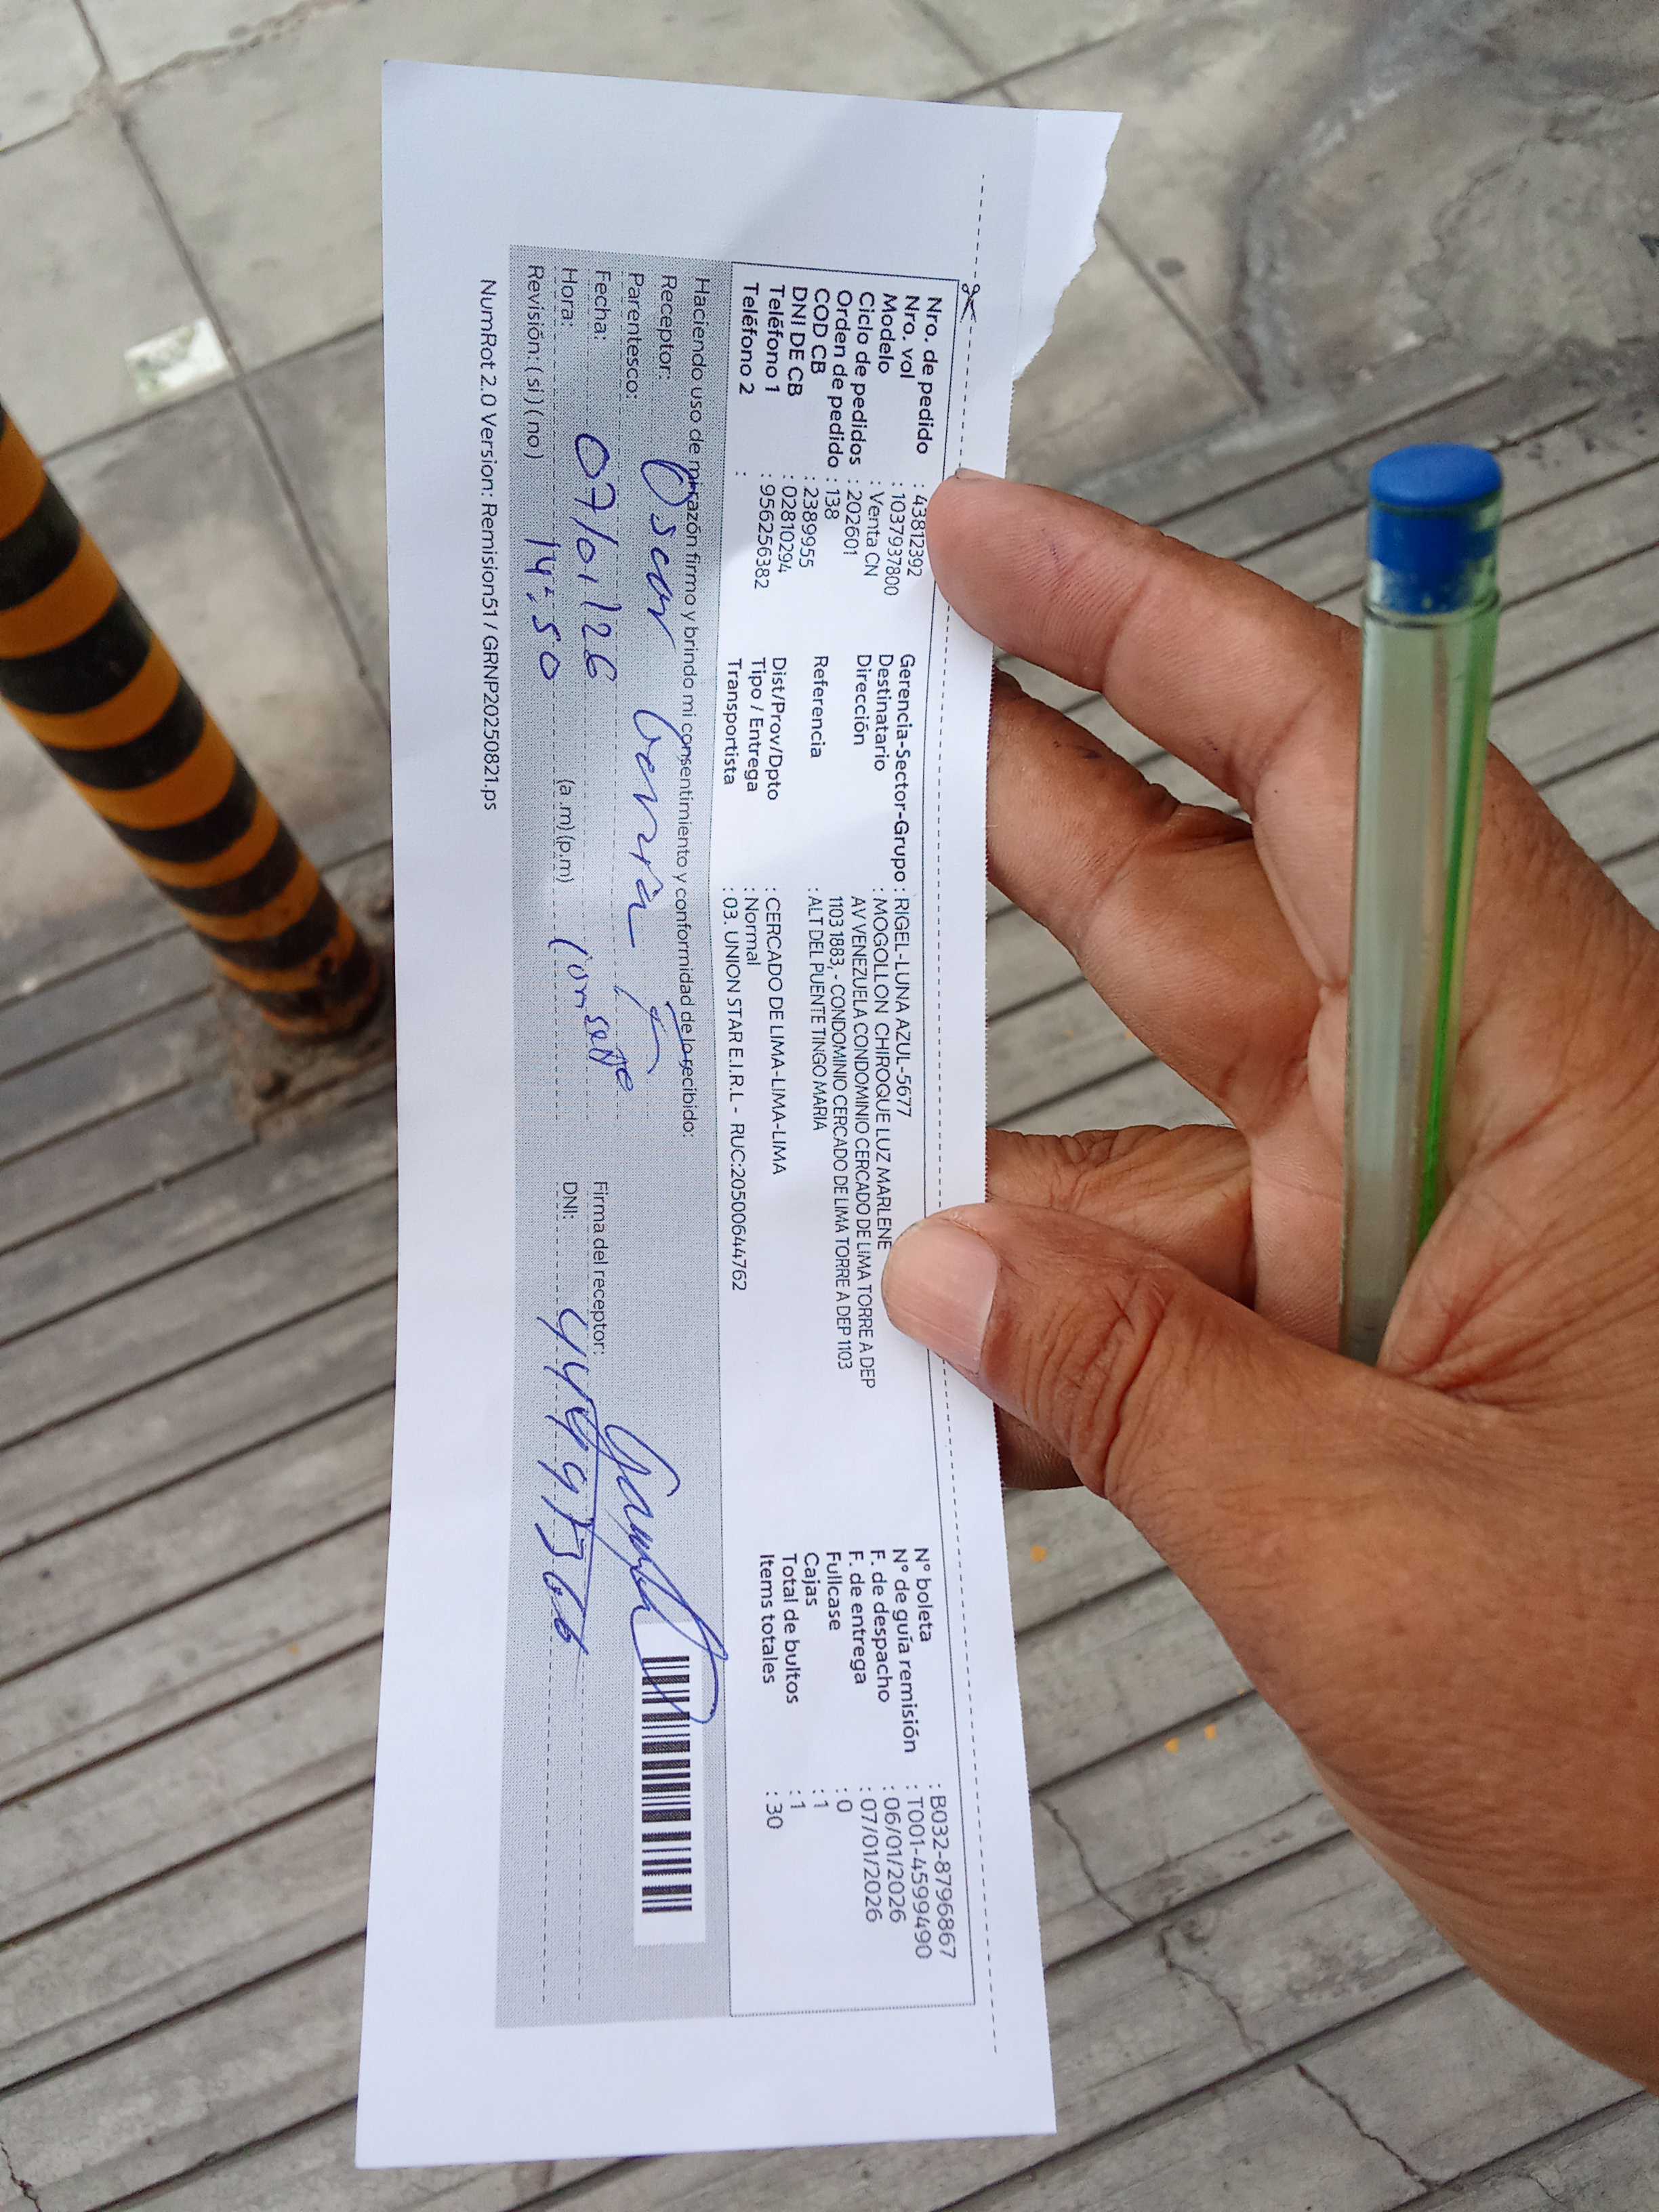 Nro. de pedido : 43812392
Nro. vol : 1037937800
Modelo : Venta CN
Ciclo de pedidos : 202601
Orden de pedido : 138
COD CB : 2389955
DNI DE CB : 02810294
Teléfono 1 : 956256382
Teléfono 2 :
Gerencia-Sector-Grupo : RIGEL-LUNA AZUL-5677
Destinatario : MOGOLLON CHIROQUE LUZ MARLENE
Dirección AV VENEZUELA CONDOMINIO CERCADO DE LIMA TORRE A DEP
1103 1883, - CONDOMINIO CERCADO DE LIMA TORRE A DEP 1103
Referencia : ALT DEL PUENTE TINGO MARIA
Dist/Prov/Dpto : CERCADO DE LIMA-LIMA-LIMA
Tipo / Entrega : Normal
Transportista : 03. UNION STAR E.I.R.L - RUC:20500644762
N° boleta : B032-8796867
N° de guía remisión : T001-4599490
F. de despacho : 06/01/2026
F. de entrega : 07/01/2026
Fullcase : 0
Cajas : 1
Total de bultos : 1
Items totales : 30
Haciendo uso de mi razón firmo y brindo mi consentimiento y conformidad de lo recibido:
Receptor: Oscar
Parentesco:
Fecha: 07/01/26
Hora: 14:50 (a .m) (p.m)
Revisión: ( si ) ( no )
Firma del receptor:
DNI:
NumRot 2.0 Version: Remision51 / GRNP20250821.ps